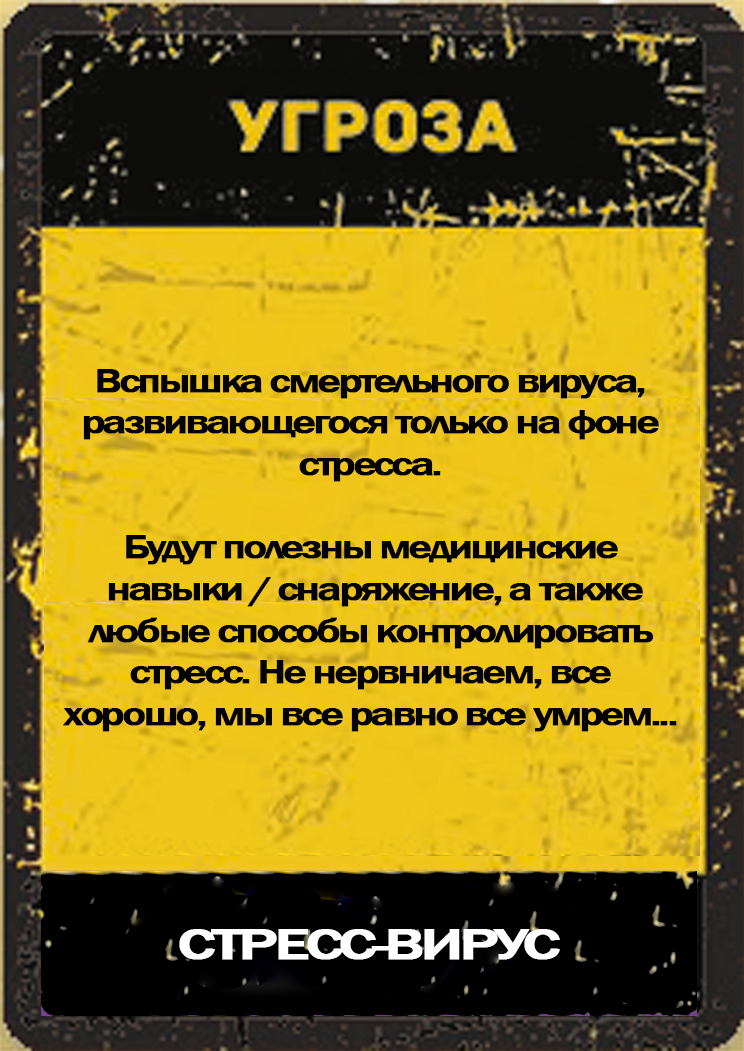 УГРОЗА
Вспышка смертельного вируса,
развивающегося только на фоне
стресса.
Будут полезны медицинские
навыки / снаряжение, а также
любые способы контролировать
стресс. Не нервничаем, все
хорошо, мы все равно все умрем...
СТРЕСС-ВИРУС